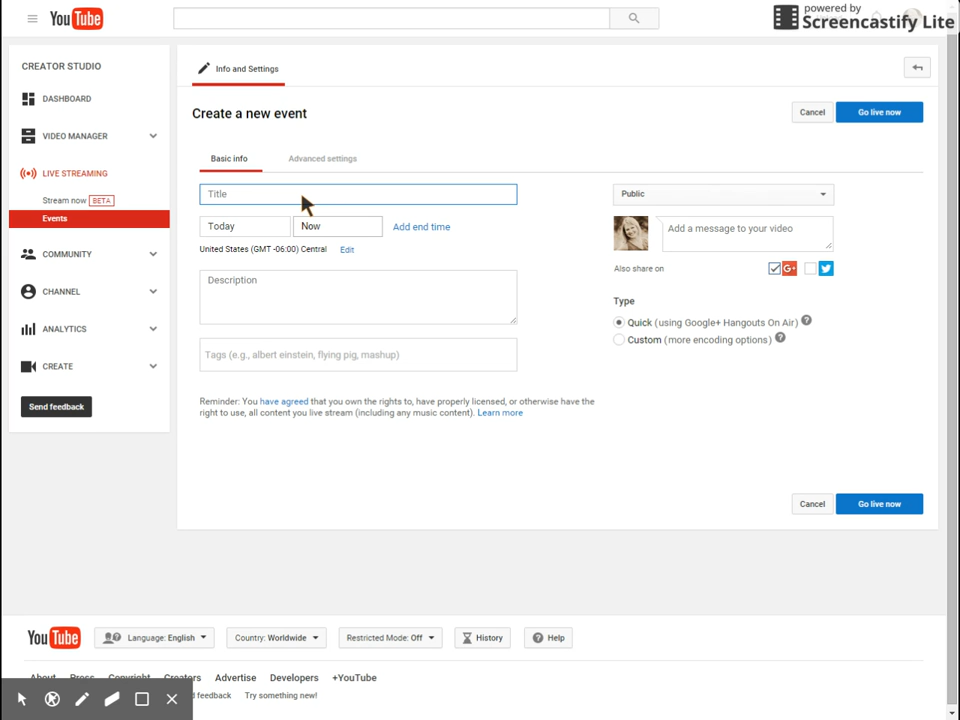 YouTube
powered by
Screencastify Lite
CREATOR STUDIO
DASHBOARD
VIDEO MANAGER
LIVE STREAMING
Stream now BETA
Events
COMMUNITY
CHANNEL
ANALYTICS
CREATE
Send feedback
Info and Settings
Create a new event
Cancel
Go live now
Basic info
Advanced settings
Title
Today
Now
Add end time
United States (GMT -06:00) Central
Edit
Description
Tags (e.g., albert einstein, flying pig, mashup)
Reminder: You have agreed that you own the rights to, have properly licensed, or otherwise have the
right to use, all content you live stream (including any music content). Learn more
Public
Add a message to your video
Also share on
G+
Type
Quick (using Google+ Hangouts On Air) ?
Custom (more encoding options) ?
Cancel
Go live now
YouTube
Language: English
Country: Worldwide
Restricted Mode: Off
History
? Help
About Press Copyright Creators Advertise Developers +YouTube
feedback Try something new!